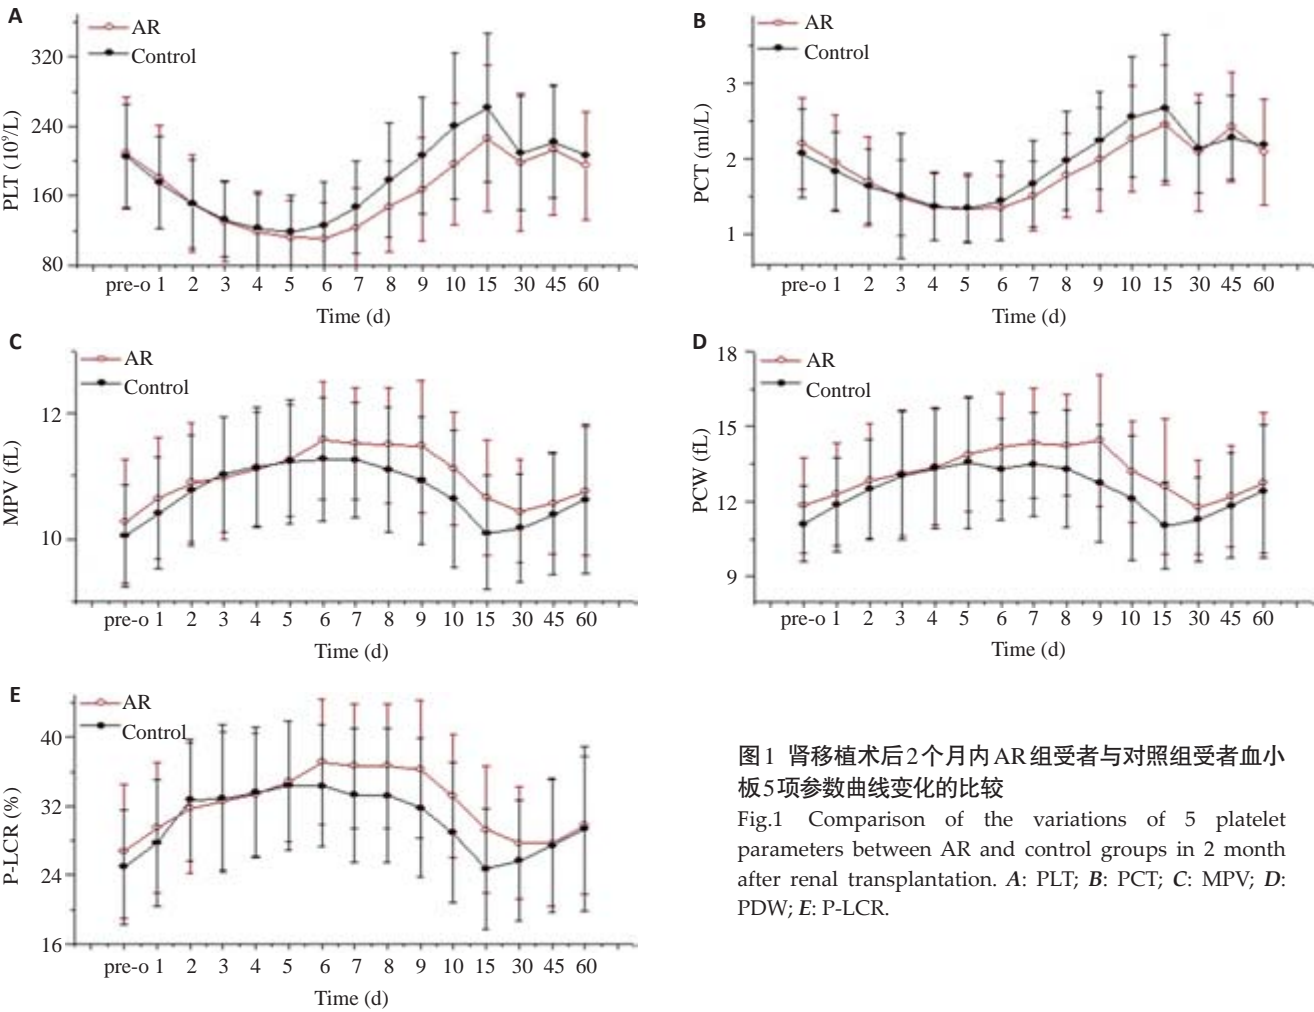 A
AR
Control
PLT (10⁹/L)
320
240
160
80
pre-o 1 2 3 4 5 6 7 8 9 10 15 30 45 60
Time (d)
B
AR
Control
PCT (ml/L)
3
2
1
pre-o 1 2 3 4 5 6 7 8 9 10 15 30 45 60
Time (d)
C
AR
Control
MPV (fL)
12
10
pre-o 1 2 3 4 5 6 7 8 9 10 15 30 45 60
Time (d)
D
AR
Control
PCW (fL)
18
15
12
9
pre-o 1 2 3 4 5 6 7 8 9 10 15 30 45 60
Time (d)
E
AR
Control
P-LCR (%)
40
32
24
16
pre-o 1 2 3 4 5 6 7 8 9 10 15 30 45 60
Time (d)
图1 肾移植术后2个月内AR组受者与对照组受者血小
板5项参数曲线变化的比较
Fig.1 Comparison of the variations of 5 platelet
parameters between AR and control groups in 2 month
after renal transplantation. A: PLT; B: PCT; C: MPV; D:
PDW; E: P-LCR.